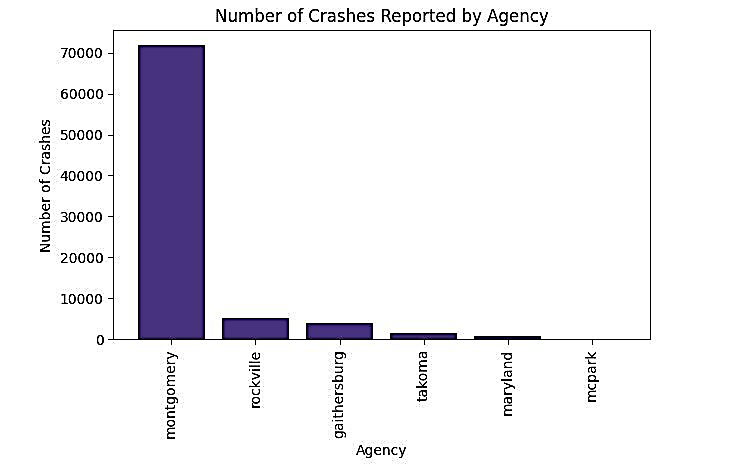 Number of Crashes Reported by Agency
Number of Crashes
70000
60000
50000
40000
30000
20000
10000
0
montgomery
rockville
gaithersburg
takoma
maryland
mcpark
Agency